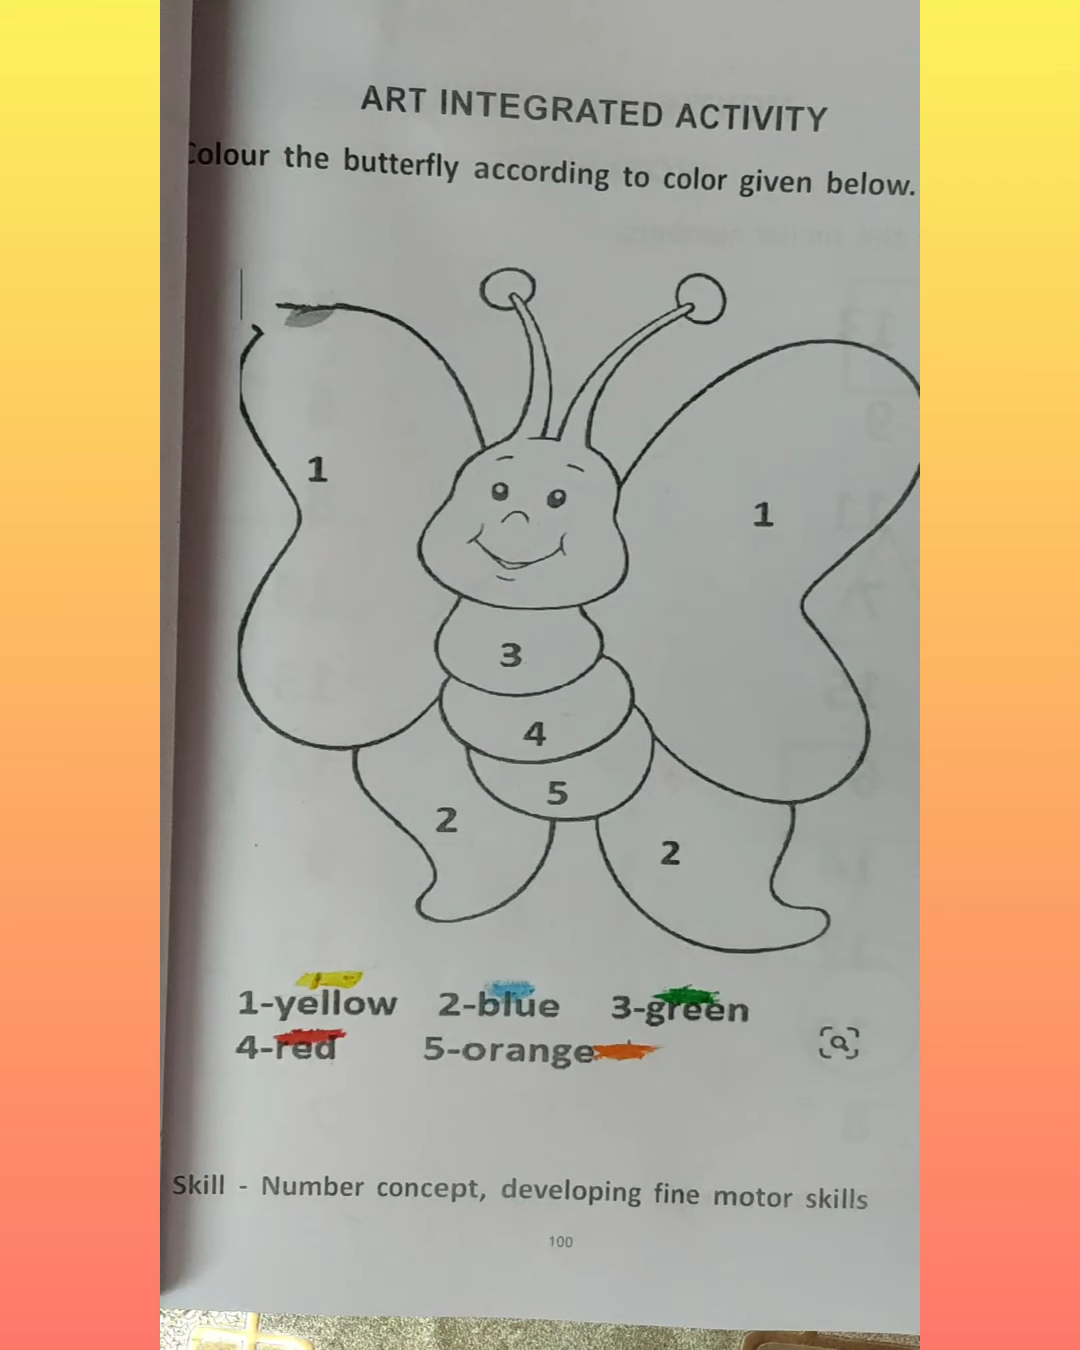 ART INTEGRATED ACTIVITY
Colour the butterfly according to color given below.
1
1
3
4
5
2
2
1-yellow 2-blue 3-green
4-red 5-orange
Skill - Number concept, developing fine motor skills
100